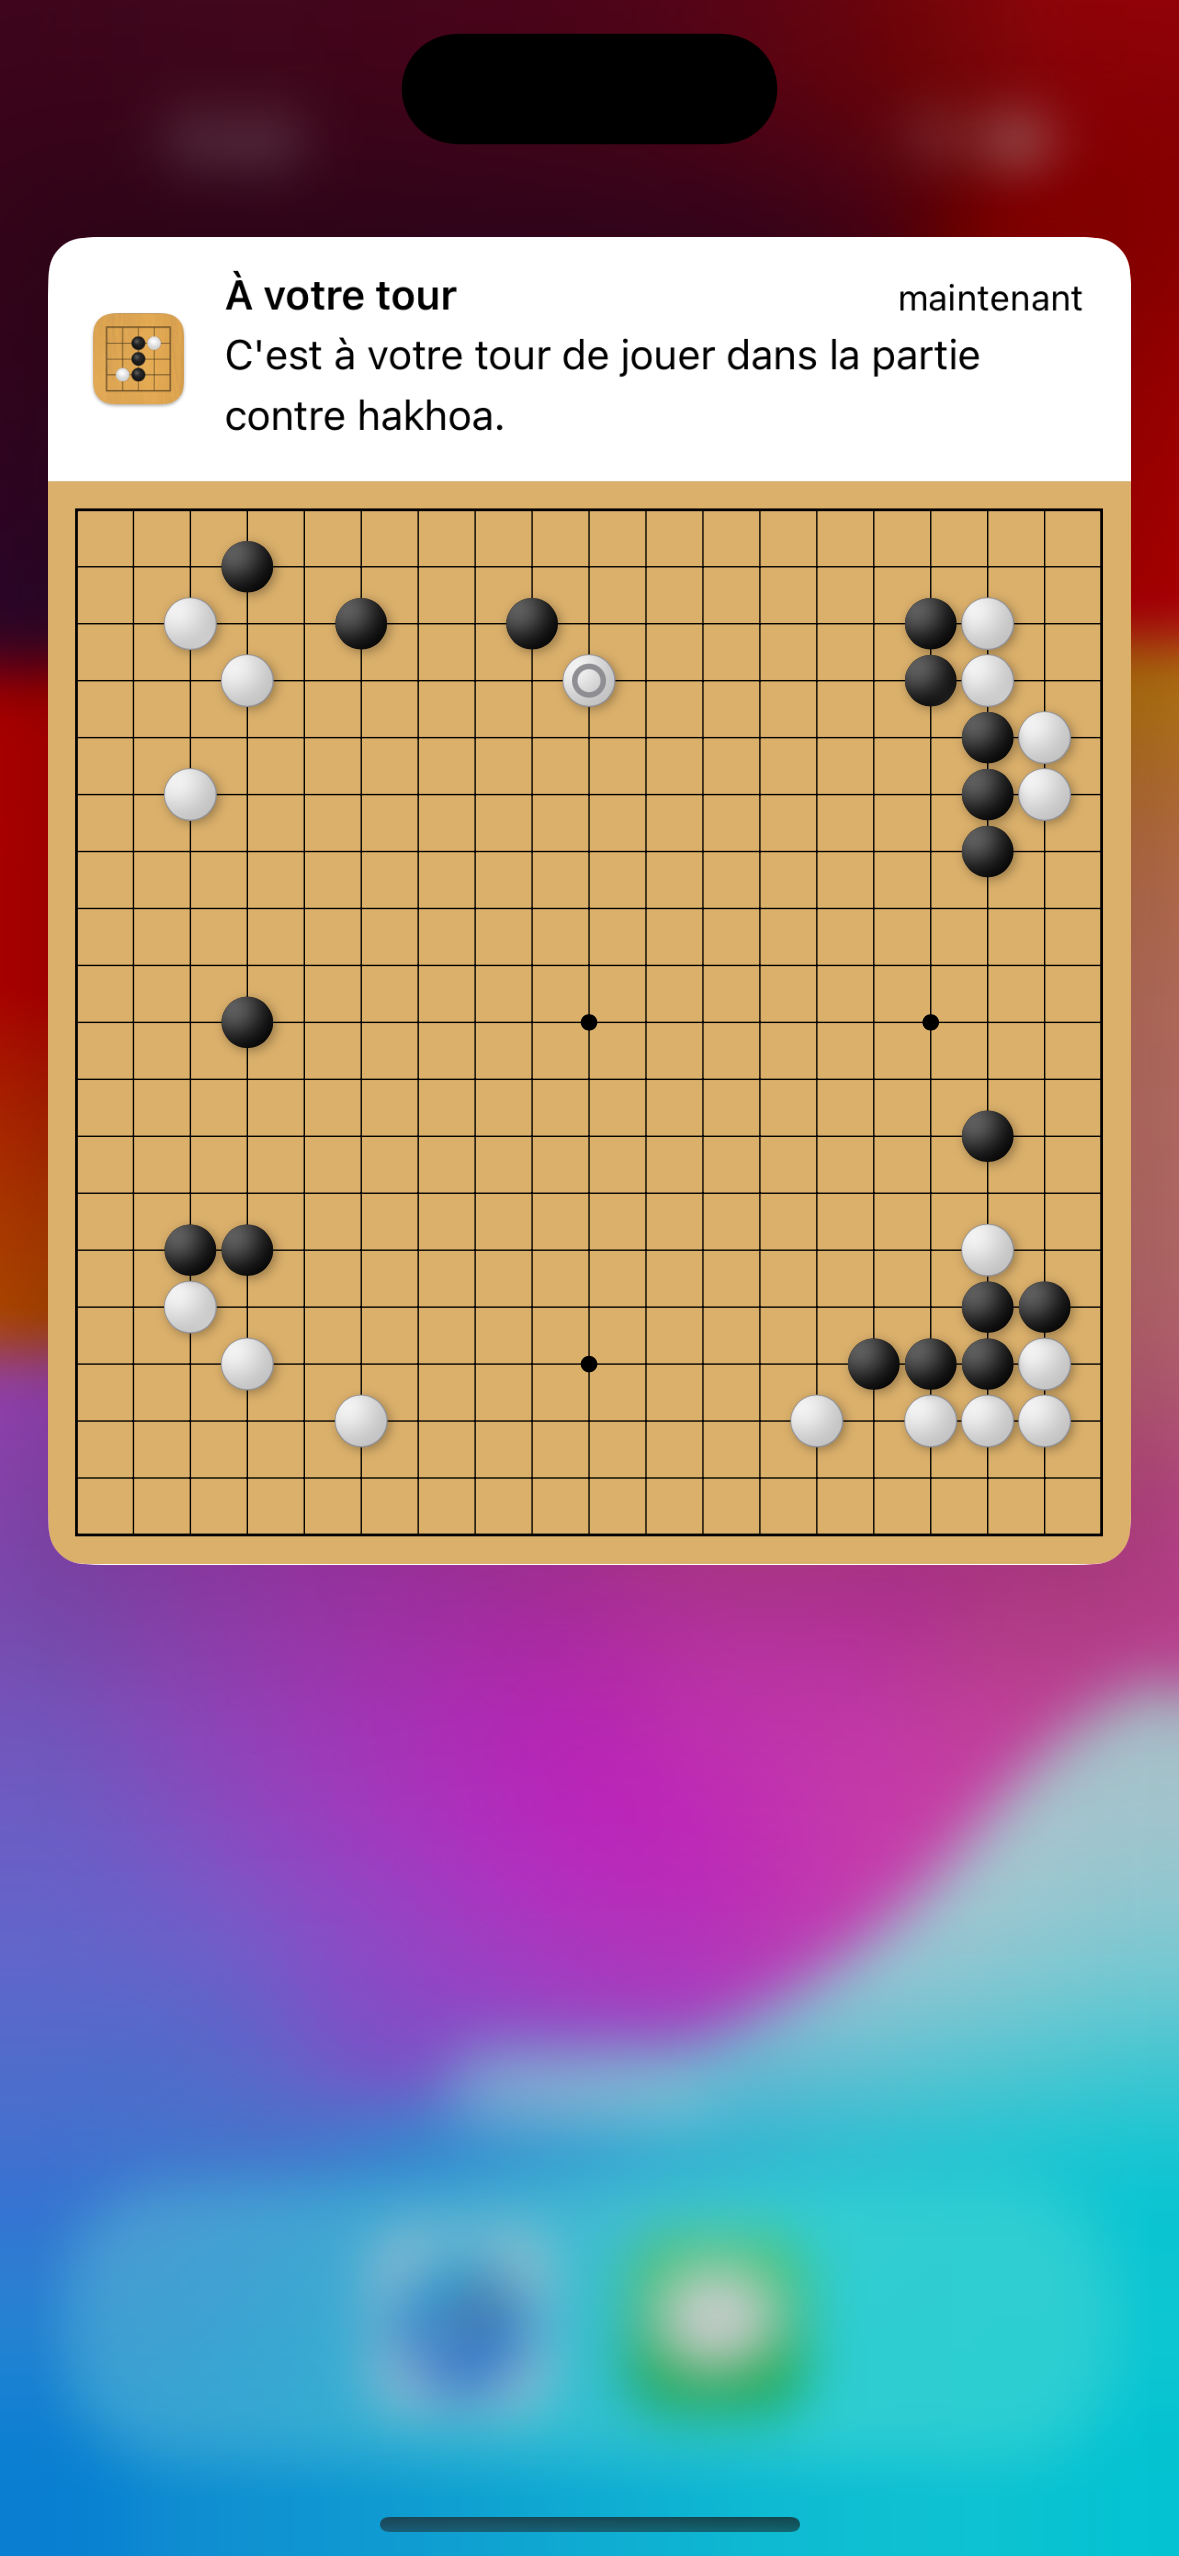 À votre tour
maintenant
C'est à votre tour de jouer dans la partie
contre hakhoa.